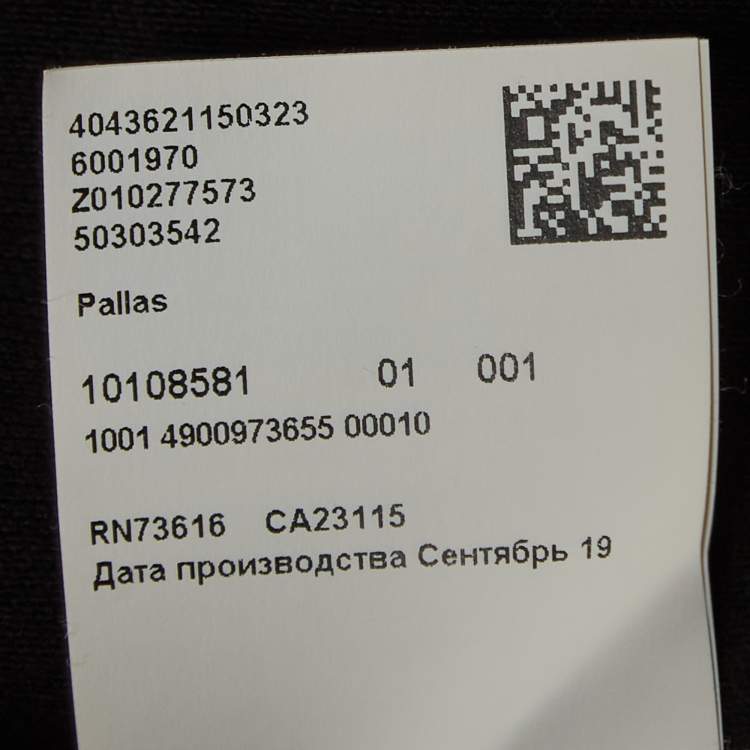 4043621150323
6001970
Z010277573
50303542
Pallas
10108581 01 001
1001 4900973655 00010
RN73616 CA23115
Дата производства Сентябрь 19